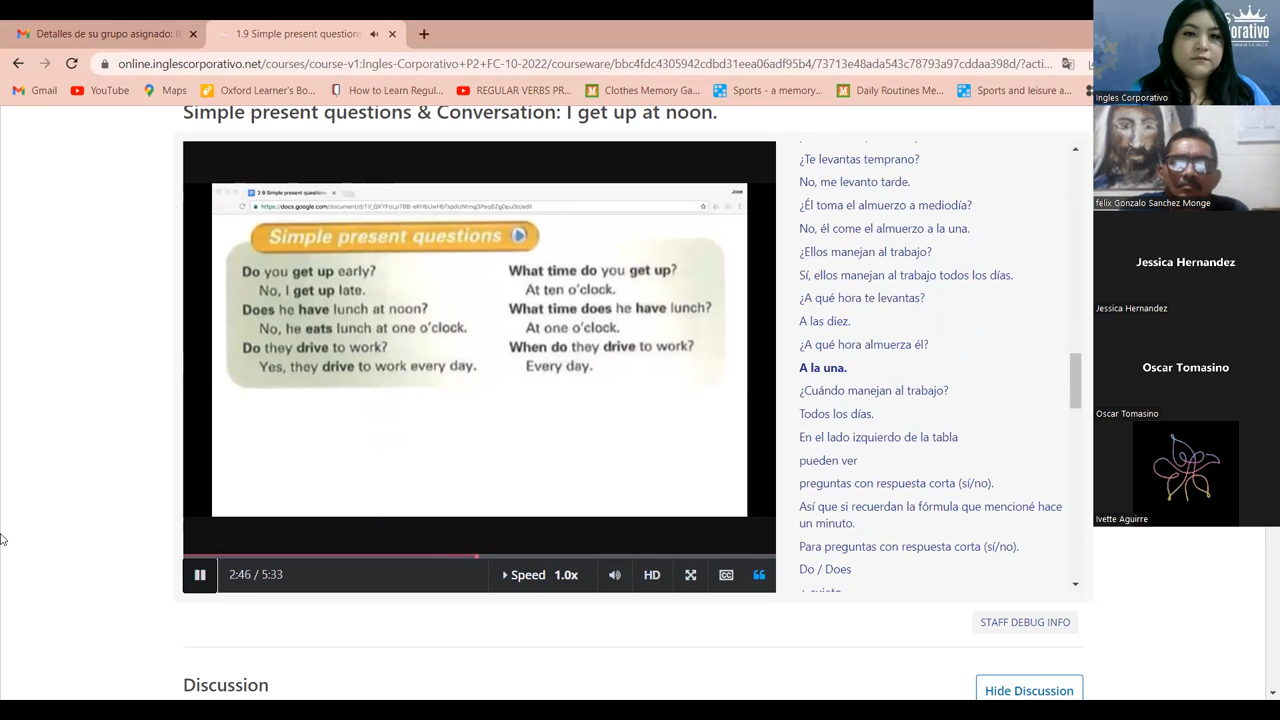 Detalles de su grupo asignado: I
1.9 Simple present questions
online.inglescorporativo.net/courses/course-v1:Ingles-Corporativo+P2+FC-10-2022/courseware/bbc4fdc4305942cdbd31eea06adf95b4/73713e48ada543c78793a97cddaa398d/?acti...
Gmail
YouTube
Maps
Oxford Learner's Bo...
How to Learn Regul...
REGULAR VERBS PR...
Clothes Memory Ga...
Sports - a memory...
Daily Routines Me...
Sports and leisure a...
Simple present questions & Conversation: I get up at noon.
2.9 Simple present question
Simple present questions
Do you get up early?
No, I get up late.
Does he have lunch at noon?
No, he eats lunch at one o'clock.
Do they drive to work?
Yes, they drive to work every day.
What time do you get up?
At ten o'clock.
What time does he have lunch?
At one o'clock.
When do they drive to work?
Every day.
2:46 / 5:33
Speed 1.0x
HD
¿Te levantas temprano?
No, me levanto tarde.
¿Él toma el almuerzo a mediodía?
No, él come el almuerzo a la una.
¿Ellos manejan al trabajo?
Sí, ellos manejan al trabajo todos los días.
¿A qué hora te levantas?
A las diez.
¿A qué hora almuerza él?
A la una.
¿Cuándo manejan al trabajo?
Todos los días.
En el lado izquierdo de la tabla
pueden ver
preguntas con respuesta corta (sí/no).
Así que si recuerdan la fórmula que mencioné hace
un minuto.
Para preguntas con respuesta corta (sí/no).
Do / Does
STAFF DEBUG INFO
Discussion
Hide Discussion
Ingles Corporativo
felix Gonzalo Sanchez Monge
Jessica Hernandez
Jessica Hernandez
Oscar Tomasino
Oscar Tomasino
Ivette Aguirre